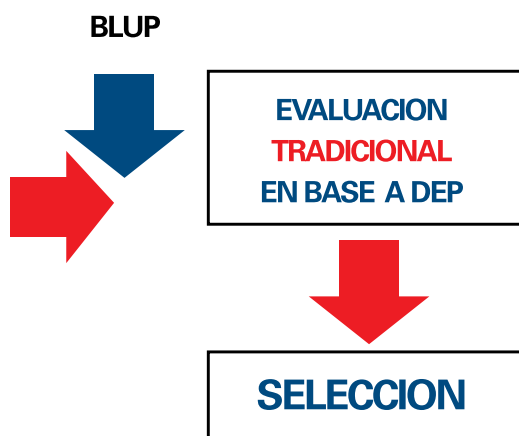 BLUP
EVALUACION
TRADICIONAL
EN BASE A DEP
SELECCION